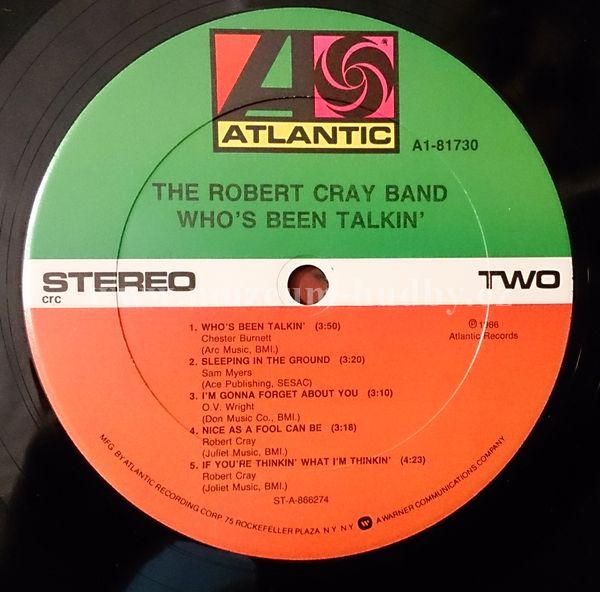 ATLANTIC
A1-81730
THE ROBERT CRAY BAND
WHO'S BEEN TALKIN'
STEREO
TWO
crc
℗ 1986
Atlantic Records
1. WHO'S BEEN TALKIN' (3:50)
Chester Burnett
(Arc Music, BMI.)
2. SLEEPING IN THE GROUND (3:20)
Sam Myers
(Ace Publishing, SESAC)
3. I'M GONNA FORGET ABOUT YOU (3:10)
O.V. Wright
(Don Music Co., BMI.)
4. NICE AS A FOOL CAN BE (3:18)
Robert Cray
(Juliet Music, BMI.)
5. IF YOU'RE THINKIN' WHAT I'M THINKIN' (4:23)
Robert Cray
(Joliet Music, BMI.)
ST-A-866274
MFG. BY ATLANTIC RECORDING CORP. 75 ROCKEFELLER PLAZA. N.Y. N.Y. A WARNER COMMUNICATIONS COMPANY